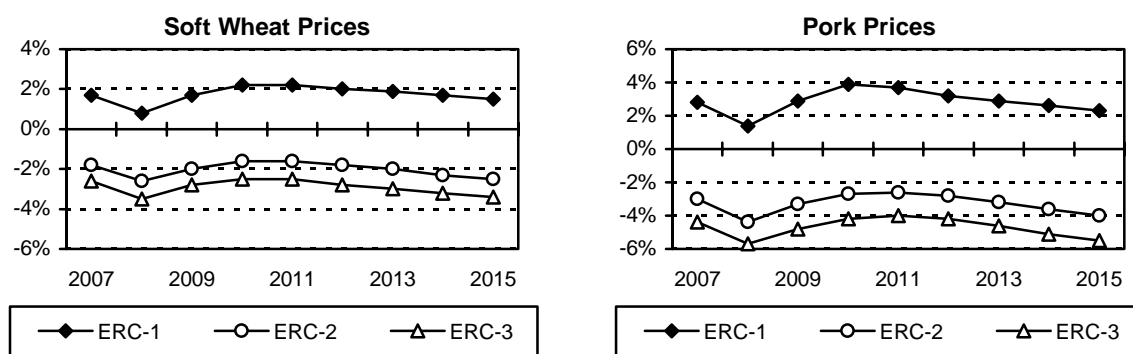 Soft Wheat Prices
4%
2%
0%
-2%
-4%
-6%
2007 2009 2011 2013 2015
ERC-1 ERC-2 ERC-3
Pork Prices
6%
4%
2%
0%
-2%
-4%
-6%
2007 2009 2011 2013 2015
ERC-1 ERC-2 ERC-3